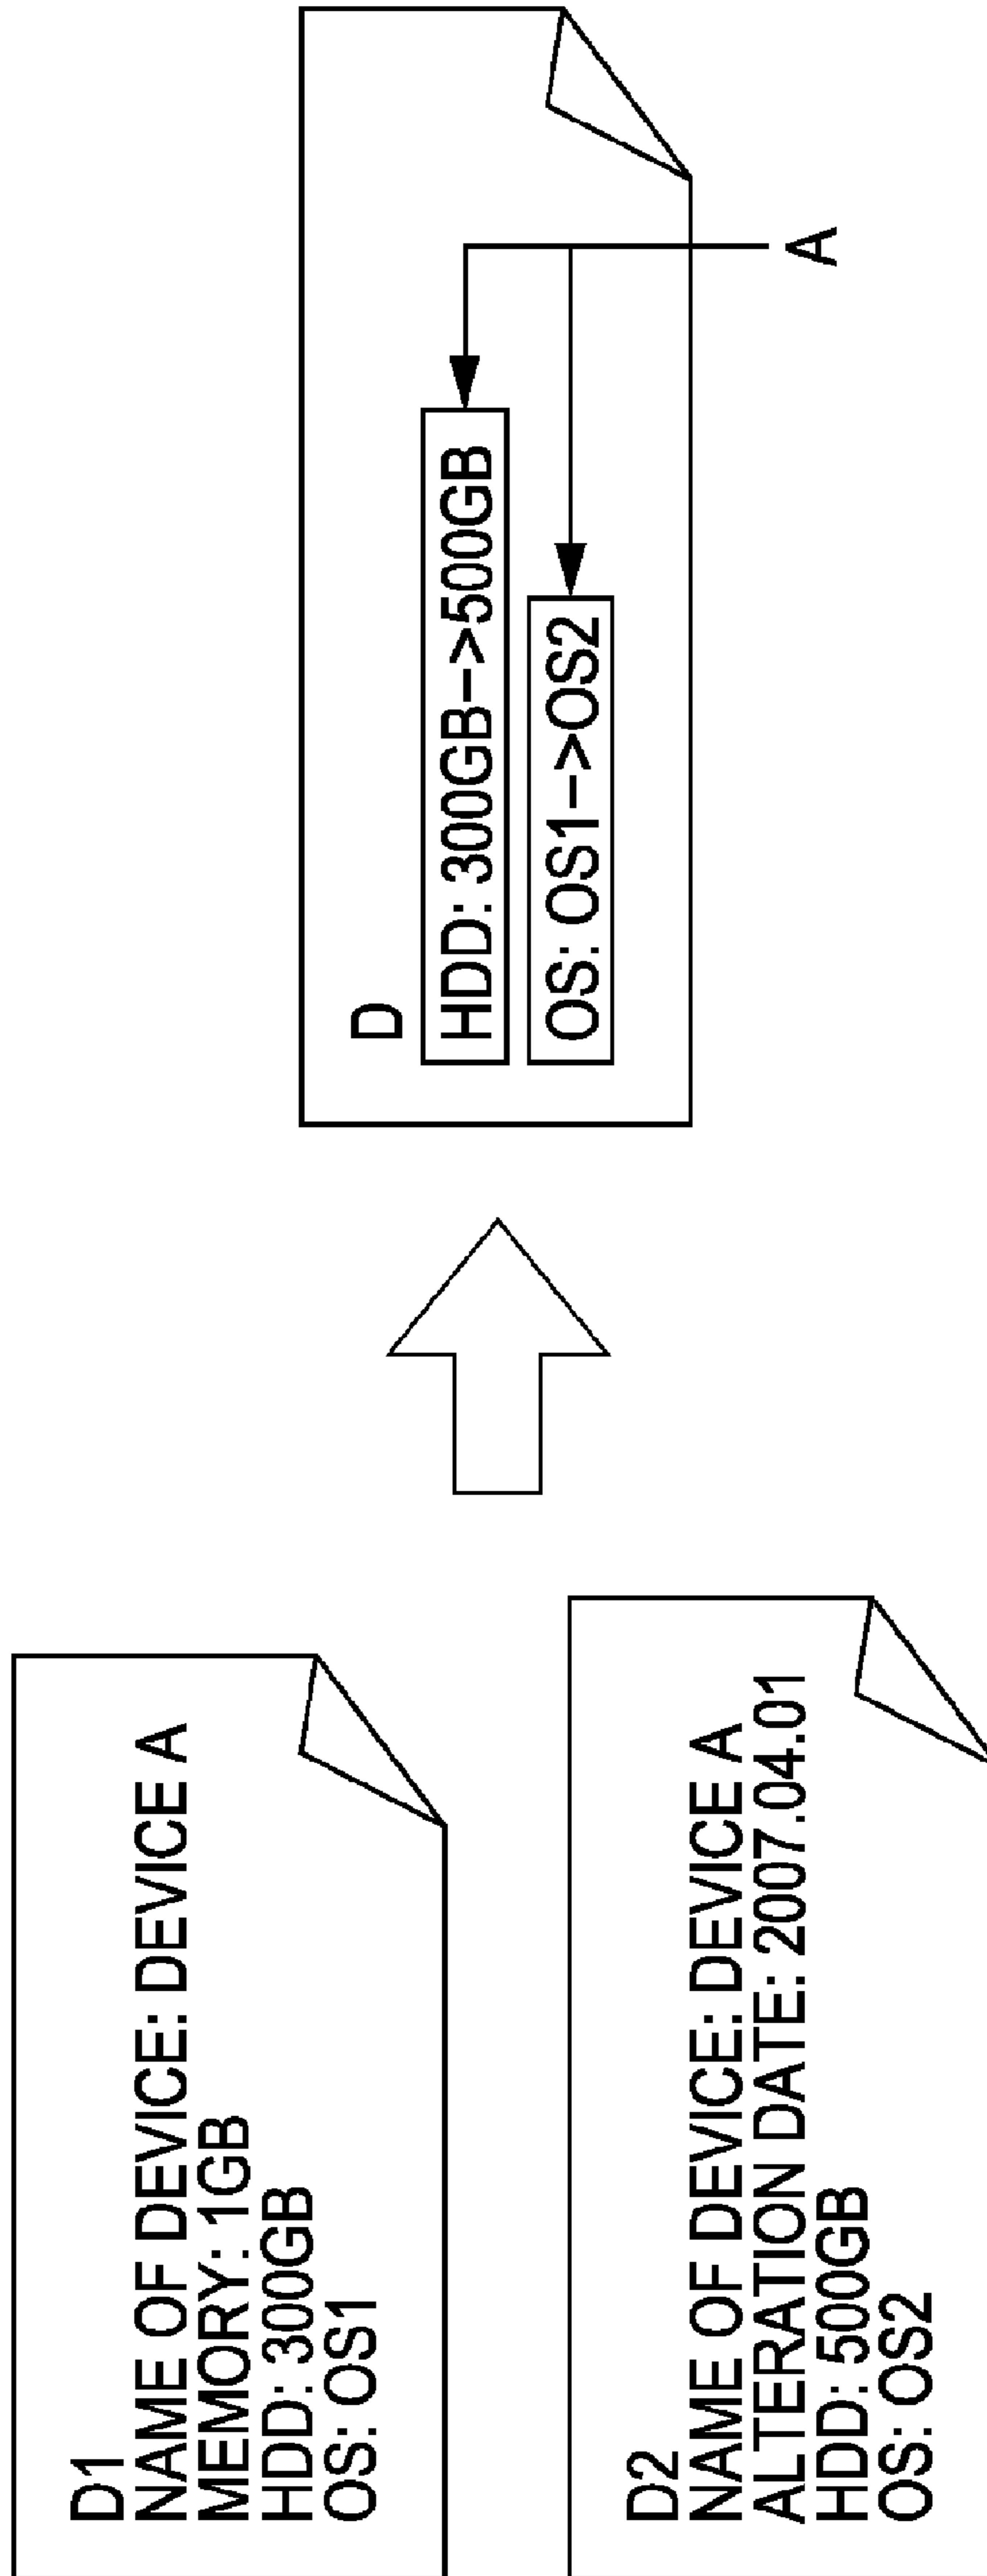 D1
NAME OF DEVICE: DEVICE A
MEMORY: 1GB
HDD: 300GB
OS: OS1
D2
NAME OF DEVICE: DEVICE A
ALTERATION DATE: 2007.04.01
HDD: 500GB
OS: OS2
D
HDD: 300GB–>500GB
OS: OS1–>OS2
A